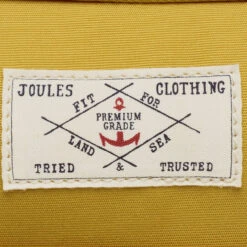 JOULES CLOTHING
FIT FOR
PREMIUM
GRADE
LAND SEA
TRIED & TRUSTED